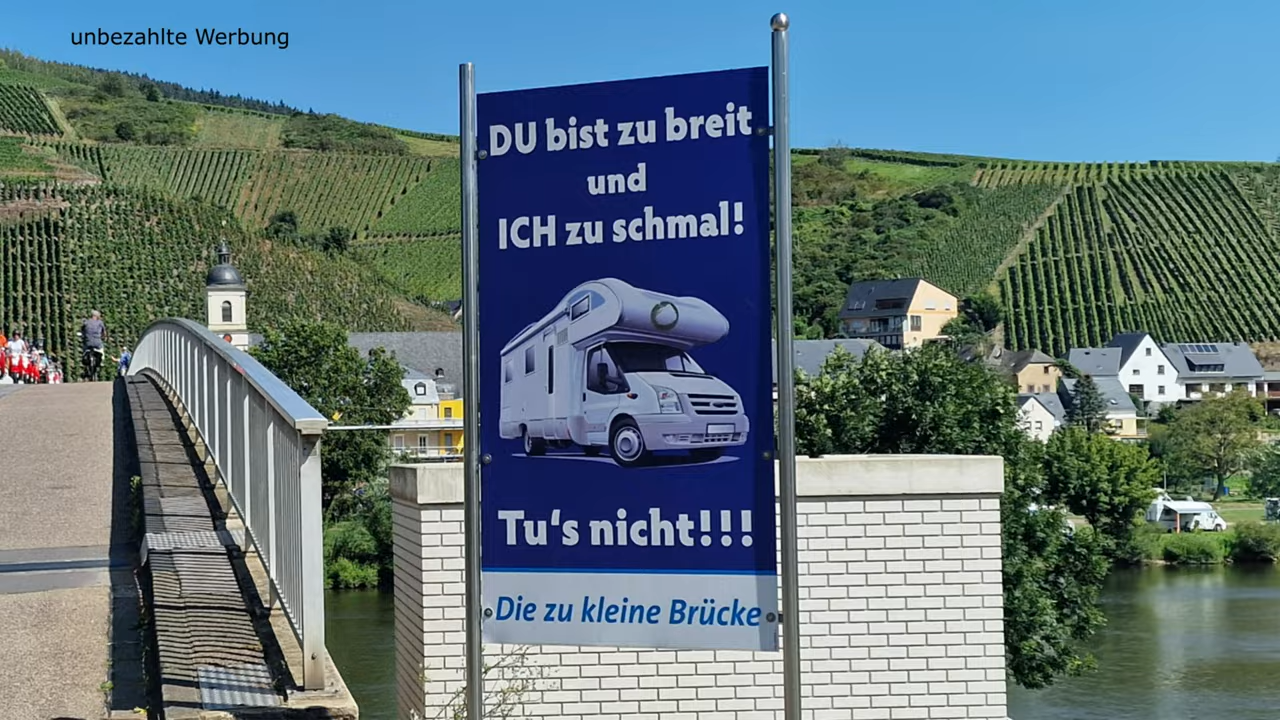 unbezahlte Werbung
DU bist zu breit
und
ICH zu schmal!
Tu's nicht!!!
Die zu kleine Brücke